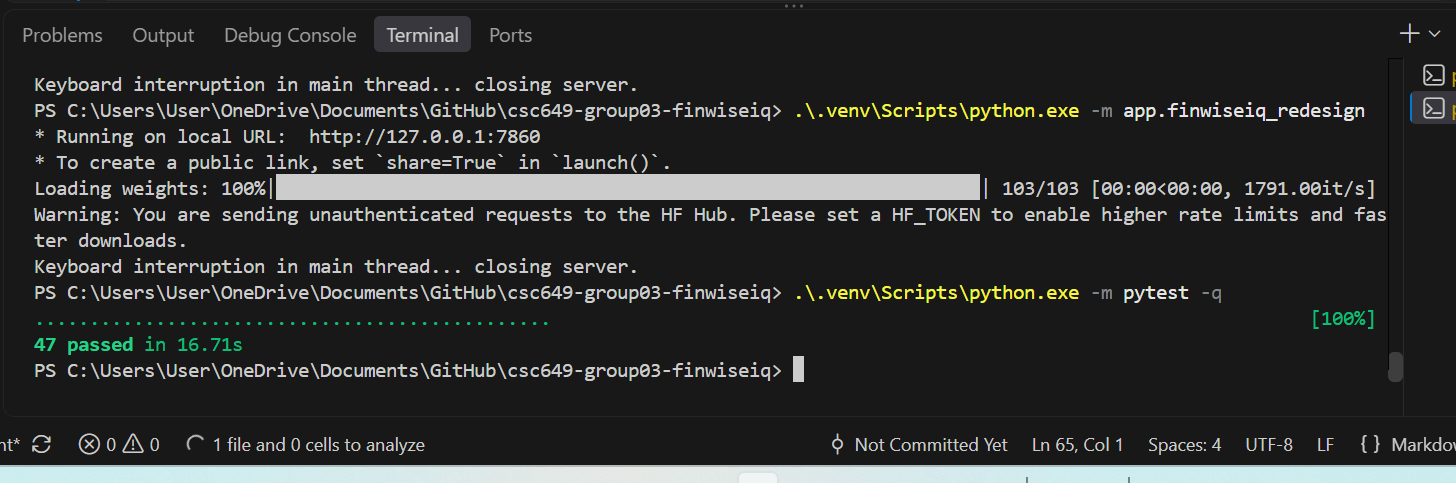 Problems Output Debug Console Terminal Ports
Keyboard interruption in main thread... closing server.
PS C:\Users\User\OneDrive\Documents\GitHub\csc649-group03-finwiseiq> .\.venv\Scripts\python.exe -m app.finwiseiq_redesign
* Running on local URL:  http://127.0.0.1:7860
* To create a public link, set `share=True` in `launch()`.
Loading weights: 100%| | 103/103 [00:00<00:00, 1791.00it/s]
Warning: You are sending unauthenticated requests to the HF Hub. Please set a HF_TOKEN to enable higher rate limits and fas
ter downloads.
Keyboard interruption in main thread... closing server.
PS C:\Users\User\OneDrive\Documents\GitHub\csc649-group03-finwiseiq> .\.venv\Scripts\python.exe -m pytest -q
............................................... [100%]
47 passed in 16.71s
PS C:\Users\User\OneDrive\Documents\GitHub\csc649-group03-finwiseiq>
nt* 0 0 1 file and 0 cells to analyze Not Committed Yet Ln 65, Col 1 Spaces: 4 UTF-8 LF { } Markdow